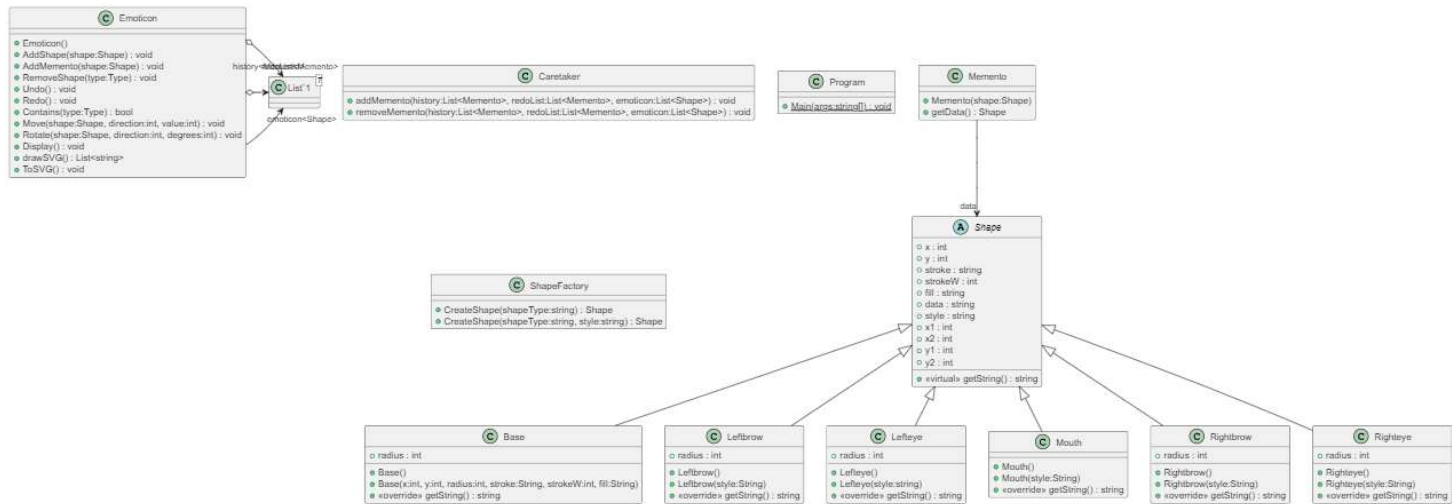 C Emoticon
Emoticon()
AddShape(shape:Shape) : void
AddMemento(shape:Shape) : void
RemoveShape(type:Type) : void
Undo() : void
Redo() : void
Contains(type:Type) : bool
Move(shape:Shape, direction:int, value:int) : void
Rotate(shape:Shape, direction:int, degrees:int) : void
Display() : void
drawSVG() : List<string>
ToSVG() : void
C List`1
T
emoticon<Shape>
C Caretaker
addMemento(history:List<Memento>, redoList:List<Memento>, emoticon:List<Shape>) : void
removeMemento(history:List<Memento>, redoList:List<Memento>, emoticon:List<Shape>) : void
C Program
Main(args:string[]) : void
C Memento
Memento(shape:Shape)
getData() : Shape
data
A Shape
x : int
y : int
stroke : string
strokeW : int
fill : string
data : string
style : string
x1 : int
x2 : int
y1 : int
y2 : int
«virtual» getString() : string
C ShapeFactory
CreateShape(shapeType:string) : Shape
CreateShape(shapeType:string, style:string) : Shape
C Base
radius : int
Base()
Base(x:int, y:int, radius:int, stroke:String, strokeW:int, fill:String)
«override» getString() : string
C Leftbrow
radius : int
Leftbrow()
Leftbrow(style:String)
«override» getString() : string
C Lefteye
radius : int
Lefteye()
Lefteye(style:string)
«override» getString() : string
C Mouth
Mouth()
Mouth(style:String)
«override» getString() : string
C Rightbrow
radius : int
Rightbrow()
Rightbrow(style:String)
«override» getString() : string
C Righteye
radius : int
Righteye()
Righteye(style:string)
«override» getString() : string